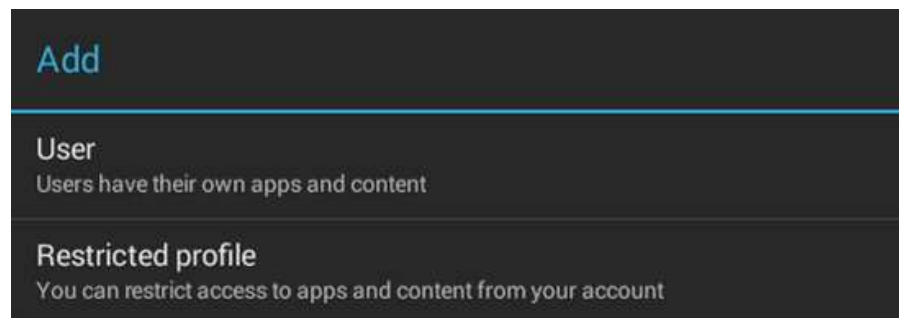 Add
User
Users have their own apps and content
Restricted profile
You can restrict access to apps and content from your account